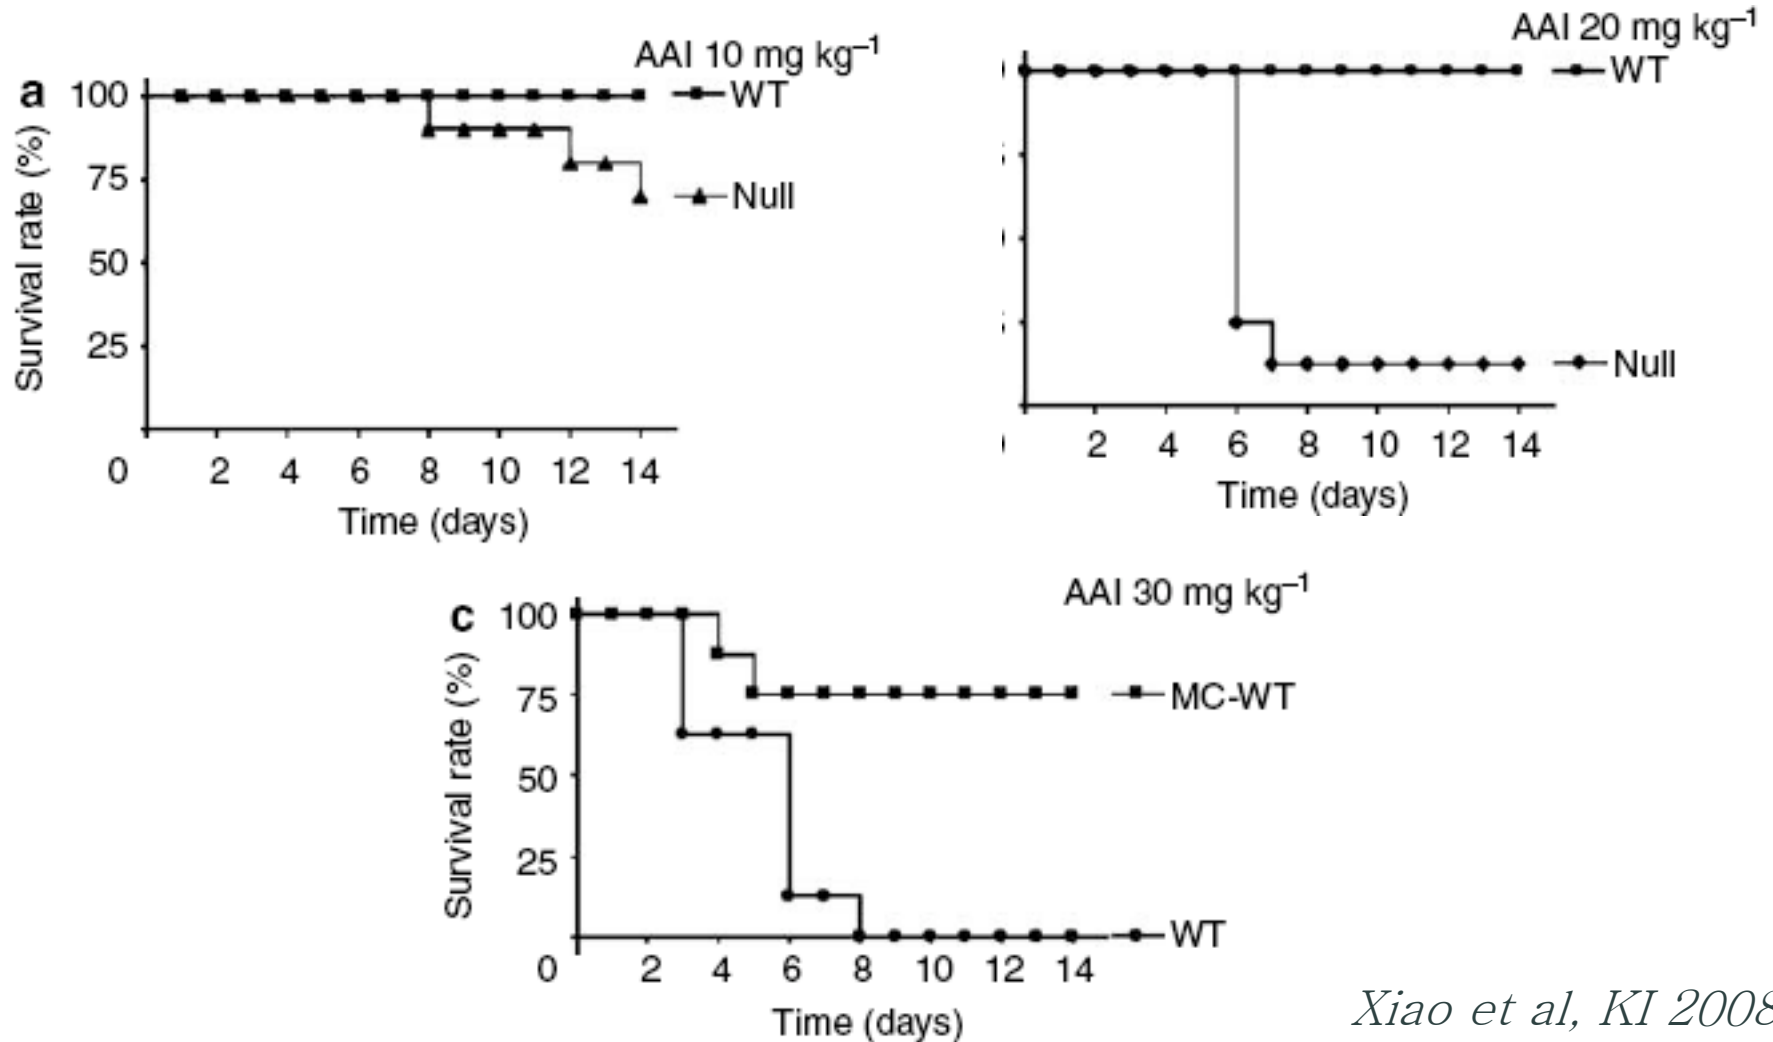 AAI 10 mg kg⁻¹
a
Survival rate (%)
100
75
50
25
0
2 4 6 8 10 12 14
Time (days)
WT
Null
AAI 20 mg kg⁻¹
WT
Null
2 4 6 8 10 12 14
Time (days)
AAI 30 mg kg⁻¹
c
Survival rate (%)
100
75
50
25
0
2 4 6 8 10 12 14
Time (days)
MC-WT
WT
Xiao et al, KI 2008